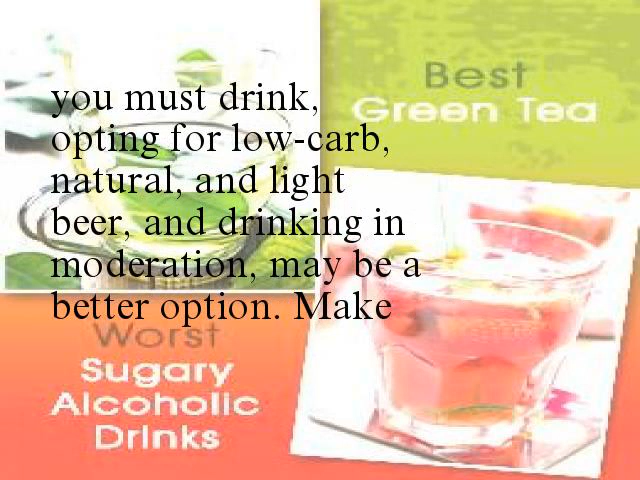 Best
Green Tea
you must drink,
opting for low-carb,
natural, and light
beer, and drinking in
moderation, may be a
better option. Make
Worst
Sugary
Alcoholic
Drinks